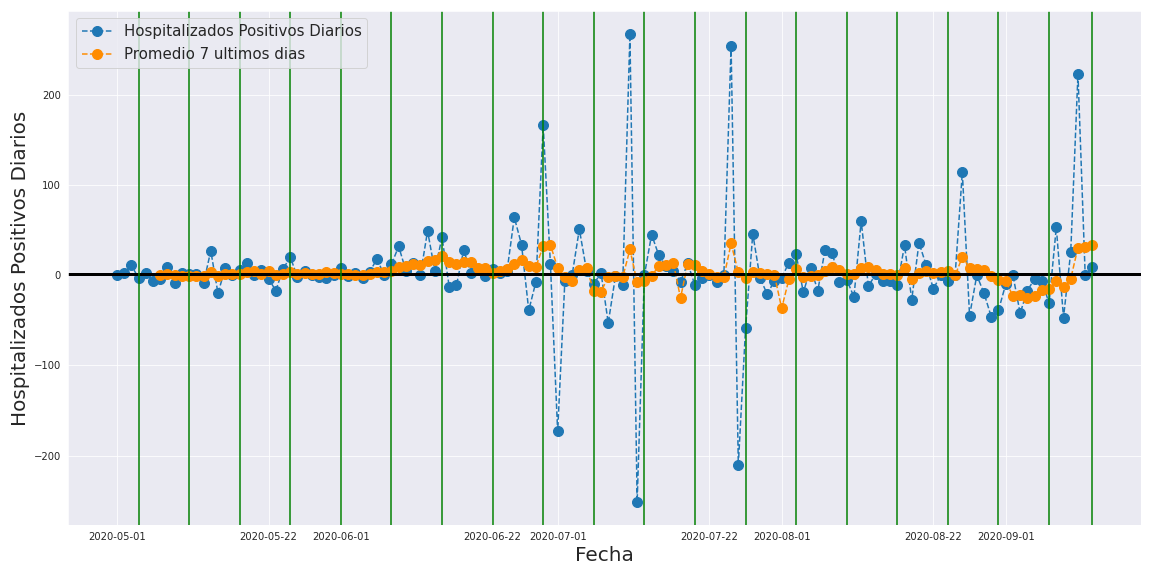 Hospitalizados Positivos Diarios
Promedio 7 ultimos dias
Hospitalizados Positivos Diarios
200
100
0
−100
−200
2020-05-01 2020-05-22 2020-06-01 2020-06-22 2020-07-01 2020-07-22 2020-08-01 2020-08-22 2020-09-01
Fecha